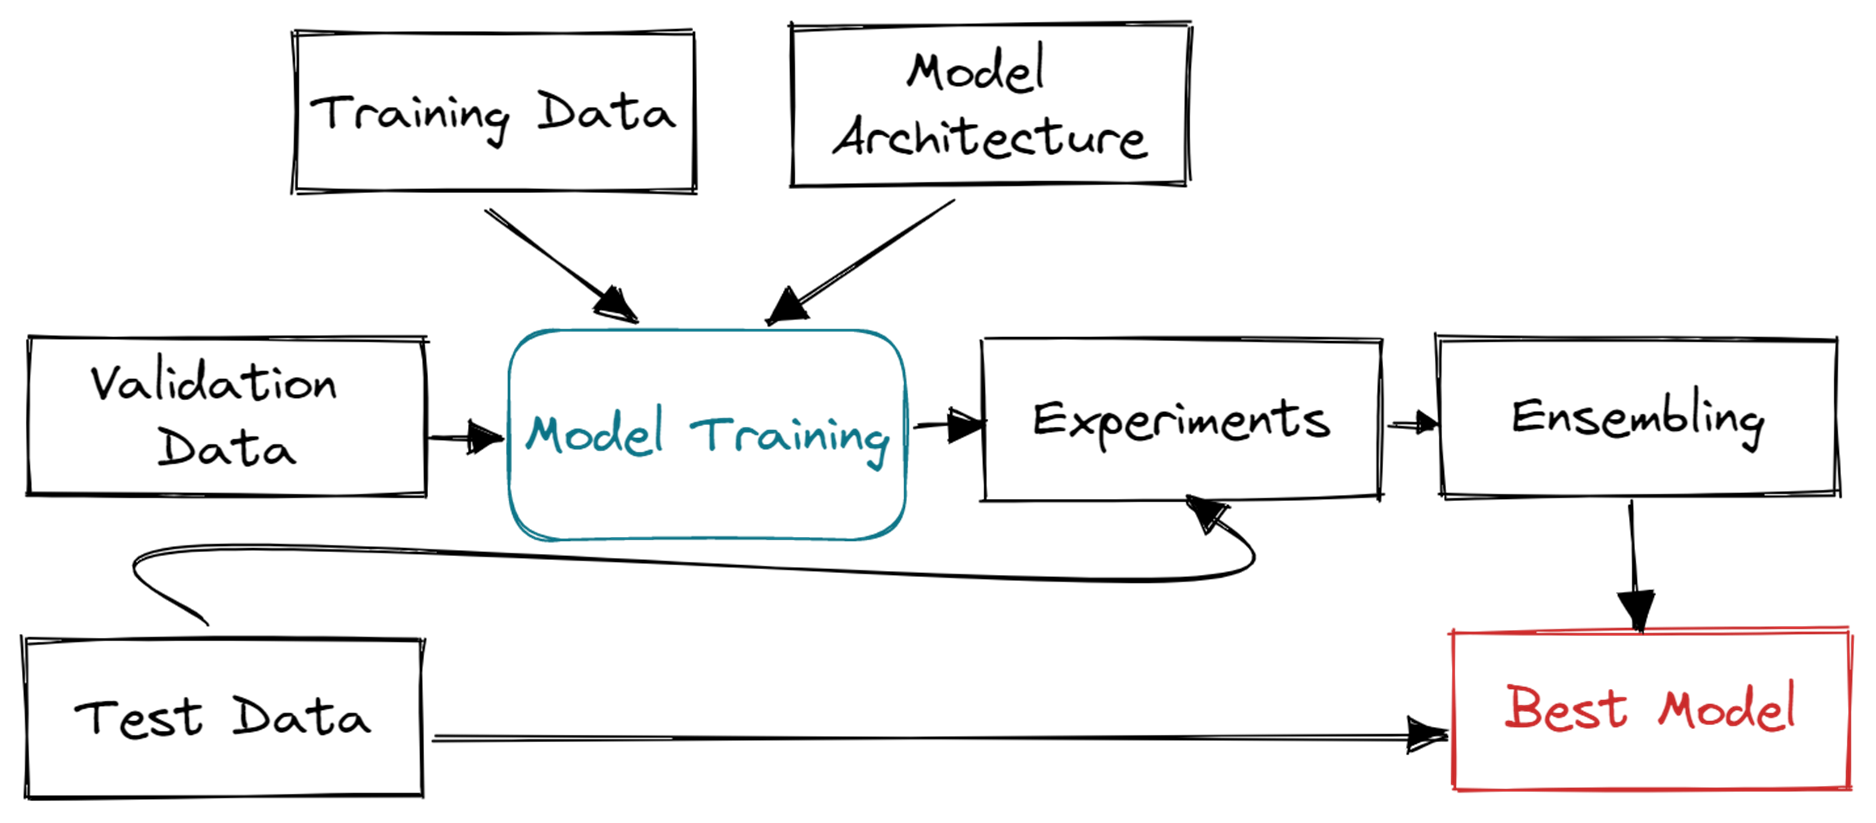 Training Data
Model
Architecture
Validation
Data
Model Training
Experiments
Ensembling
Test Data
Best Model